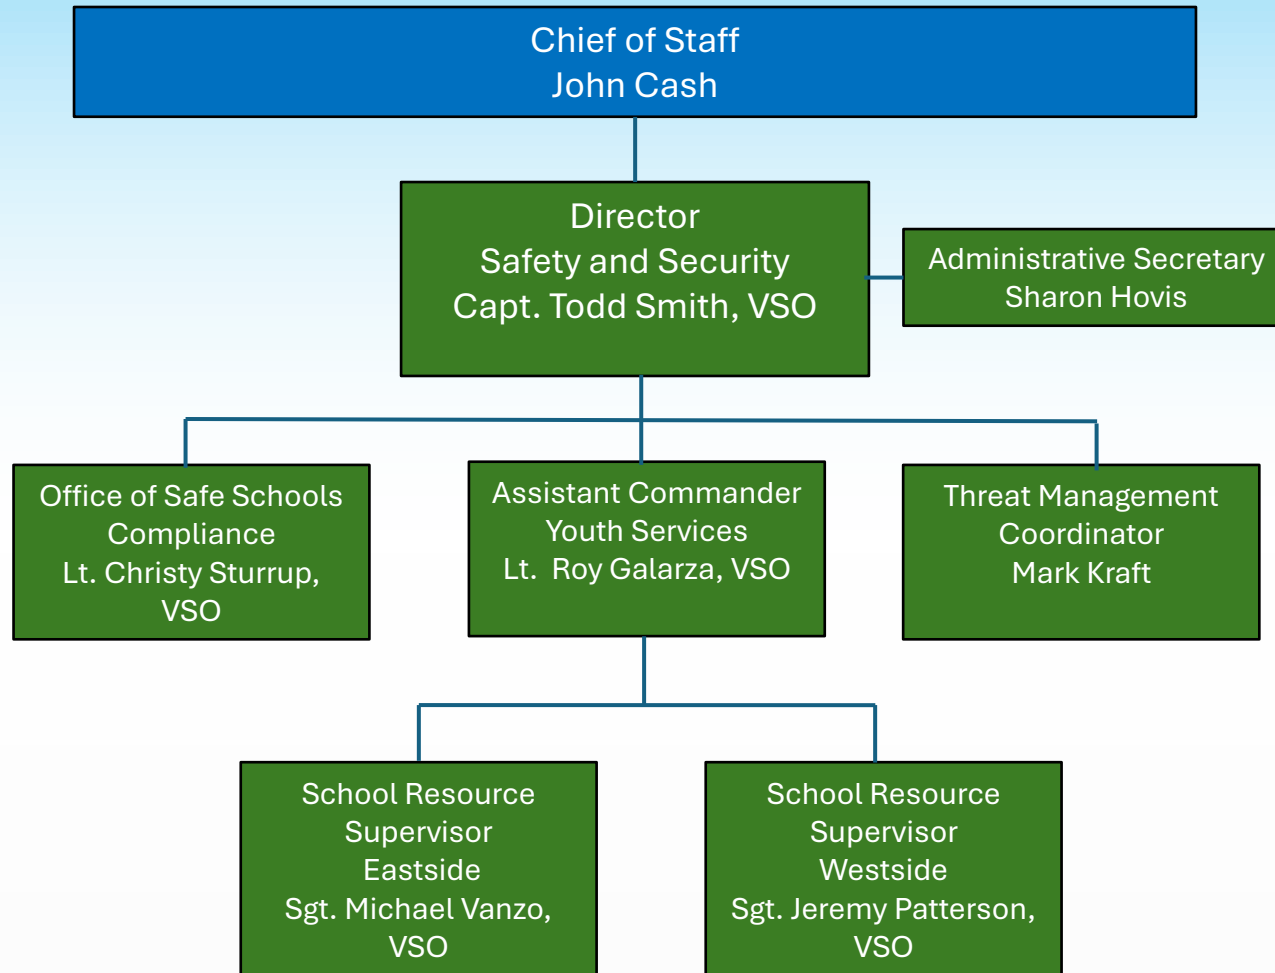 Chief of Staff
John Cash
Director
Safety and Security
Capt. Todd Smith, VSO
Administrative Secretary
Sharon Hovis
Office of Safe Schools
Compliance
Lt. Christy Sturrup,
VSO
Assistant Commander
Youth Services
Lt.  Roy Galarza, VSO
Threat Management
Coordinator
Mark Kraft
School Resource
Supervisor
Eastside
Sgt. Michael Vanzo,
VSO
School Resource
Supervisor
Westside
Sgt. Jeremy Patterson,
VSO